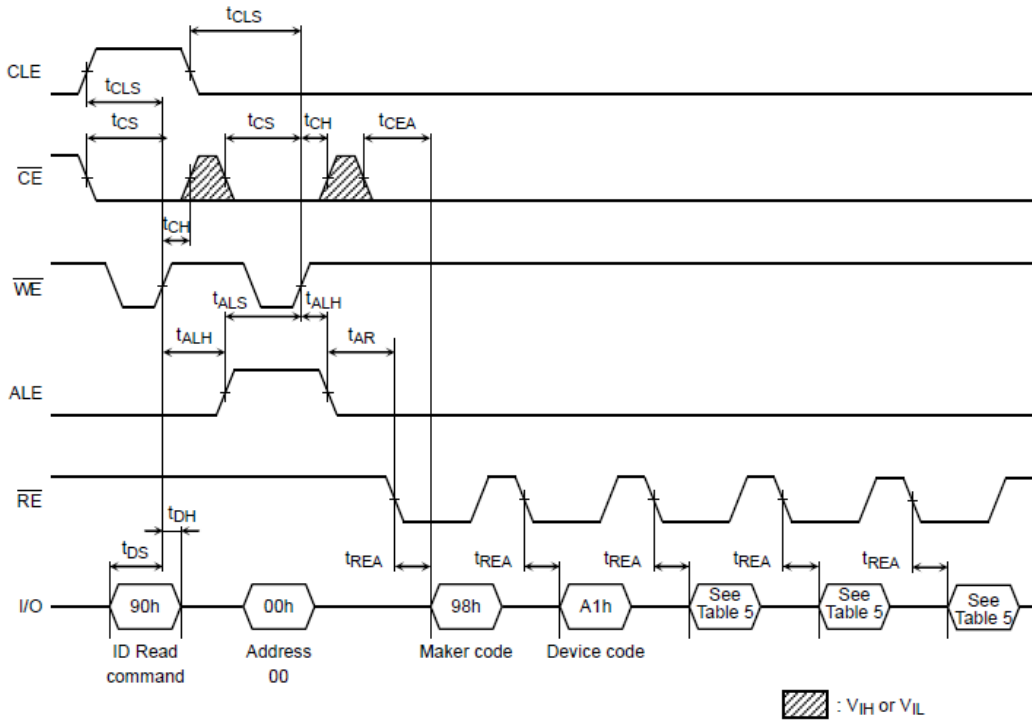 tCLS
CLE
tCLS
tCS
tCS
tCH
tCEA
CE
tCH
WE
tALS
tALH
tALH
tAR
ALE
RE
tDH
tDS
tREA
tREA
tREA
tREA
tREA
I/O
90h
00h
98h
A1h
See
Table 5
See
Table 5
See
Table 5
ID Read
command
Address
00
Maker code
Device code
: VIH or VIL